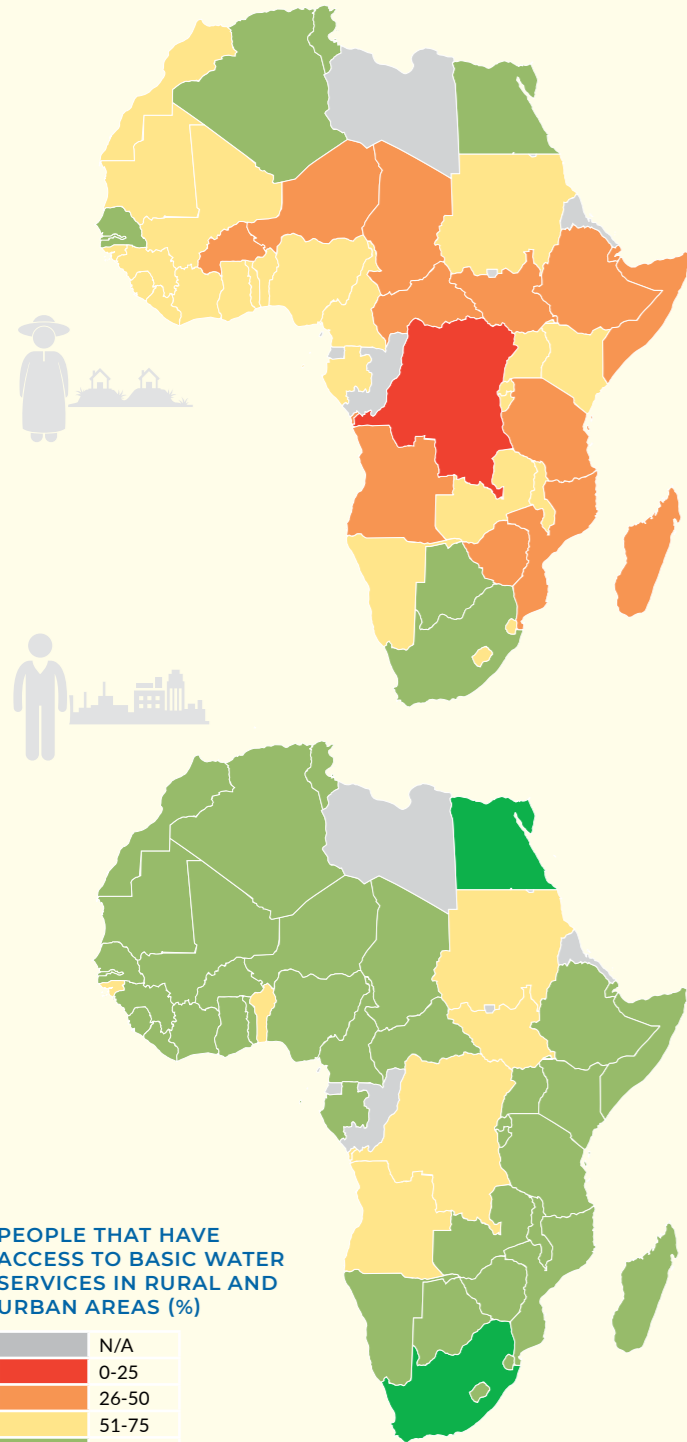 PEOPLE THAT HAVE
ACCESS TO BASIC WATER
SERVICES IN RURAL AND
URBAN AREAS (%)
N/A
0-25
26-50
51-75